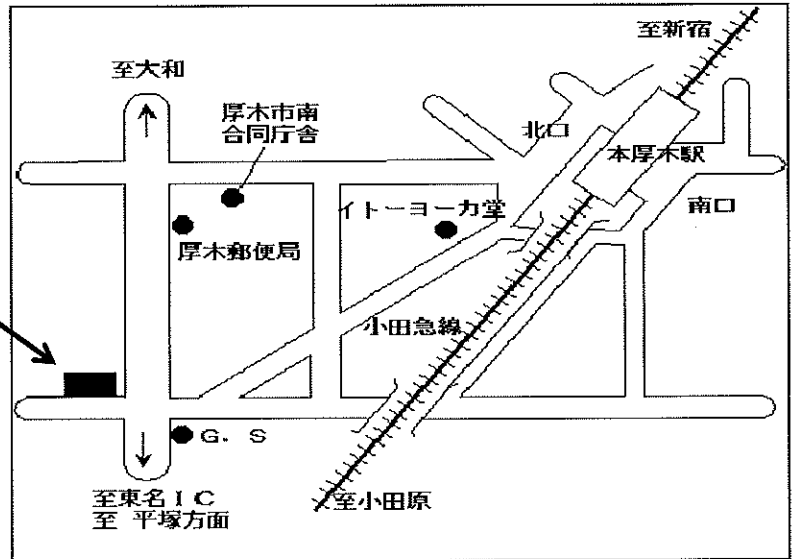 至新宿
至大和
厚木市南
合同庁舎
北口
本厚木駅
イトーヨーカ堂
南口
厚木郵便局
小田急線
G. S
至東名IC
至 平塚方面
至小田原